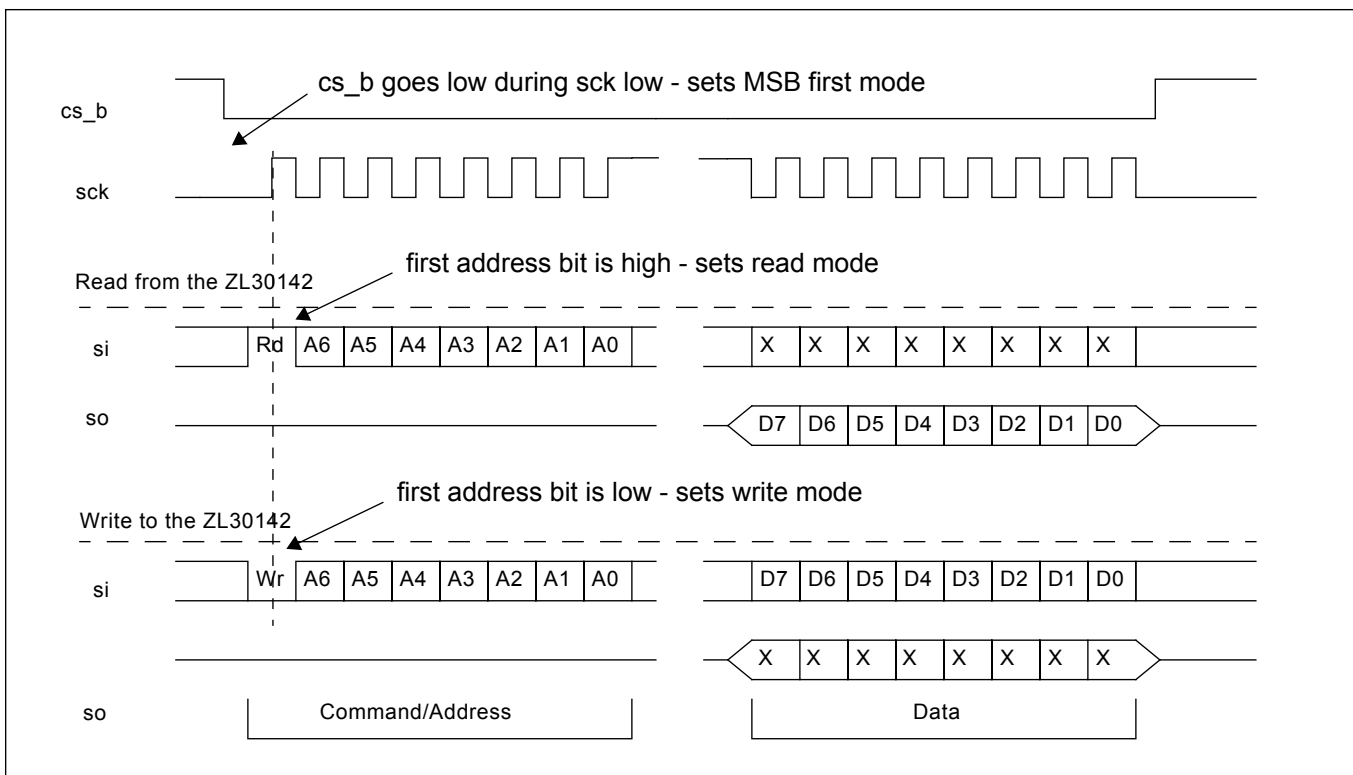 cs_b goes low during sck low - sets MSB first mode
cs_b
sck
first address bit is high - sets read mode
Read from the ZL30142
si Rd A6 A5 A4 A3 A2 A1 A0 X X X X X X X X
so D7 D6 D5 D4 D3 D2 D1 D0
first address bit is low - sets write mode
Write to the ZL30142
si Wr A6 A5 A4 A3 A2 A1 A0 D7 D6 D5 D4 D3 D2 D1 D0
X X X X X X X X
so Command/Address Data